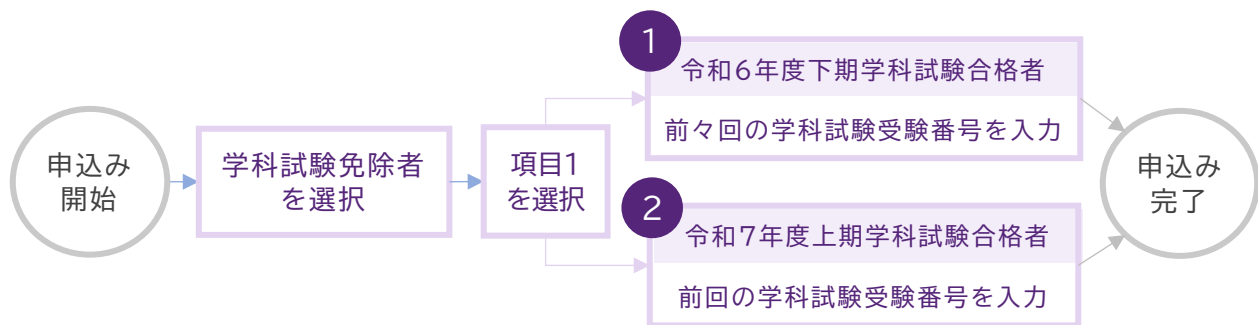 申込み
開始
学科試験免除者
を選択
項目1
を選択
1
令和6年度下期学科試験合格者
前々回の学科試験受験番号を入力
2
令和7年度上期学科試験合格者
前回の学科試験受験番号を入力
申込み
完了